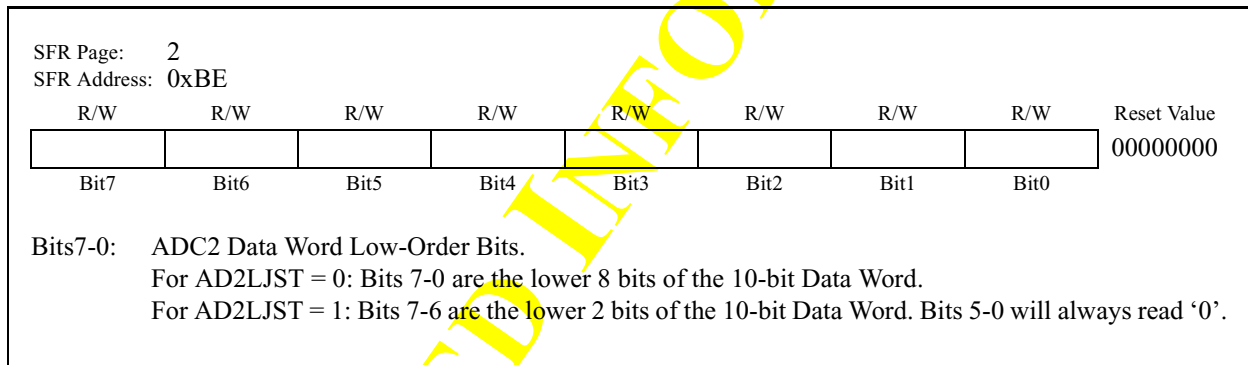 SFR Page: 2
SFR Address: 0xBE
R/W R/W R/W R/W R/W R/W R/W R/W Reset Value
00000000
Bit7 Bit6 Bit5 Bit4 Bit3 Bit2 Bit1 Bit0
Bits7-0: ADC2 Data Word Low-Order Bits.
For AD2LJST = 0: Bits 7-0 are the lower 8 bits of the 10-bit Data Word.
For AD2LJST = 1: Bits 7-6 are the lower 2 bits of the 10-bit Data Word. Bits 5-0 will always read ‘0’.